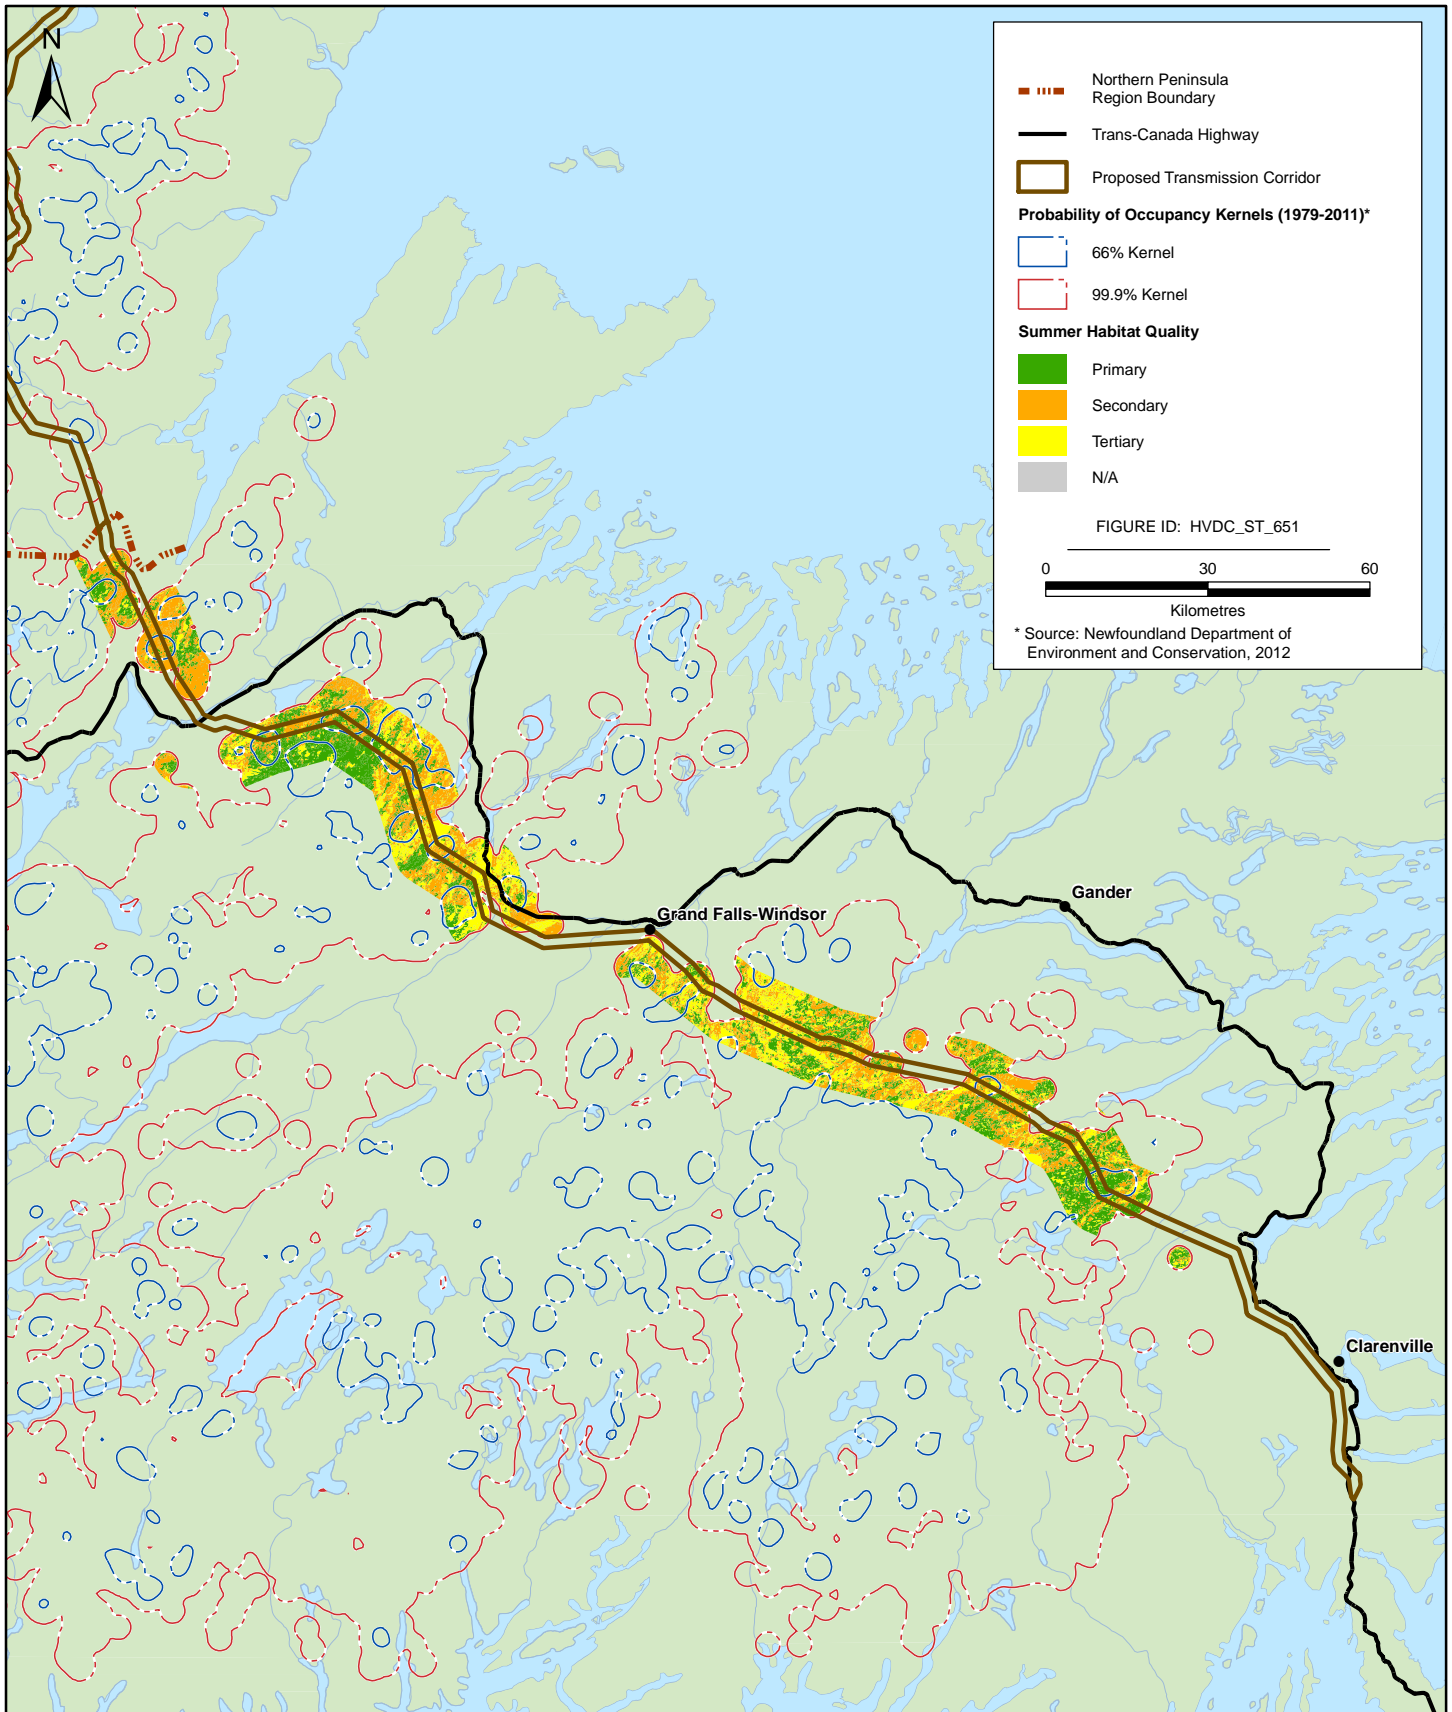 N
Northern Peninsula
Region Boundary
Trans-Canada Highway
Proposed Transmission Corridor
Probability of Occupancy Kernels (1979-2011)*
66% Kernel
99.9% Kernel
Summer Habitat Quality
Primary
Secondary
Tertiary
N/A
FIGURE ID: HVDC_ST_651
0 30 60
Kilometres
* Source: Newfoundland Department of
Environment and Conservation, 2012
Gander
Grand Falls-Windsor
Clarenville